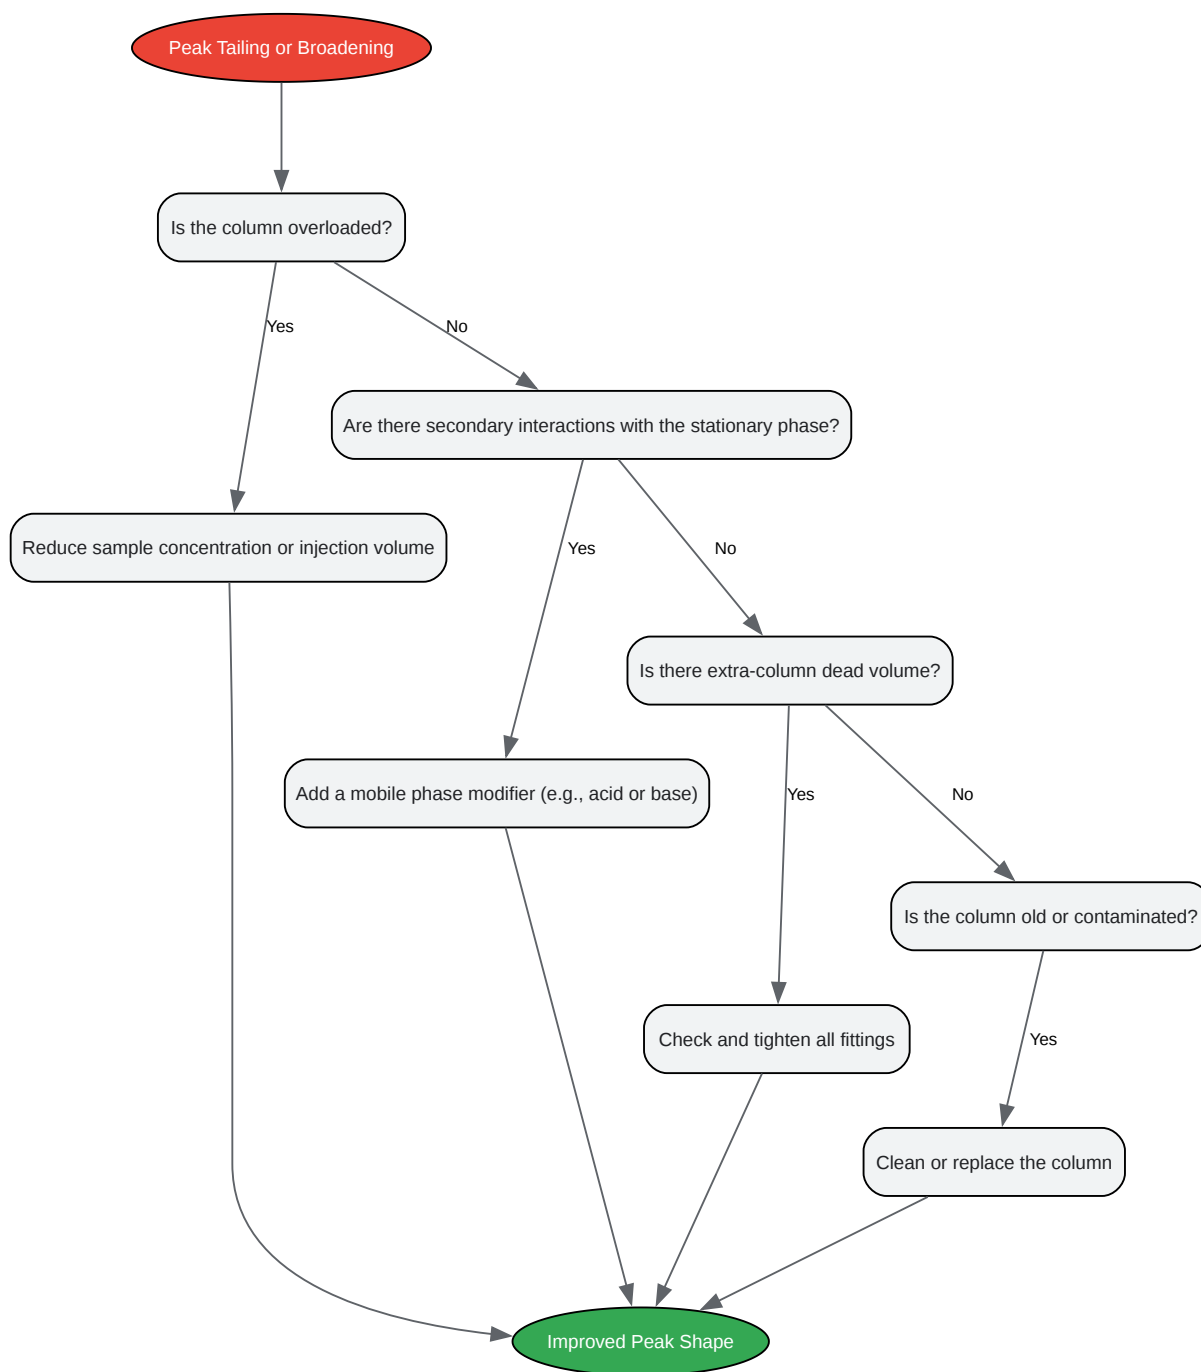 Peak Tailing or Broadening
Is the column overloaded?
Yes
No
Are there secondary interactions with the stationary phase?
Reduce sample concentration or injection volume
Yes
No
Is there extra-column dead volume?
Add a mobile phase modifier (e.g., acid or base)
Yes
No
Is the column old or contaminated?
Check and tighten all fittings
Yes
Clean or replace the column
Improved Peak Shape